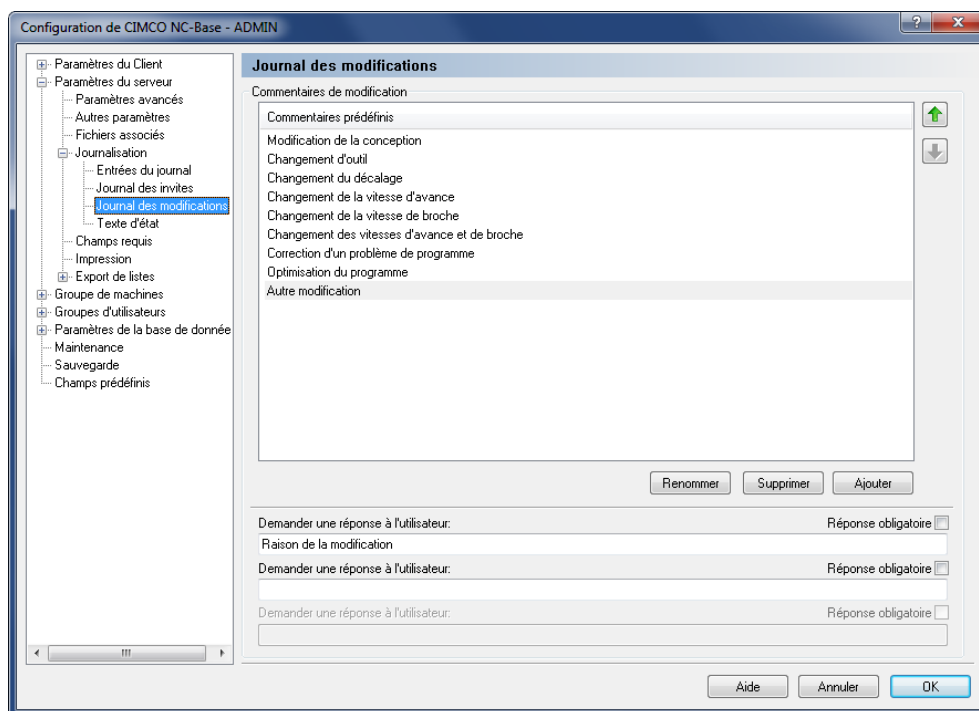 Configuration de CIMCO NC-Base - ADMIN
Paramètres du Client
Paramètres du serveur
Paramètres avancés
Autres paramètres
Fichiers associés
Journalisation
Entrées du journal
Journal des invites
Journal des modifications
Texte d'état
Champs requis
Impression
Export de listes
Groupe de machines
Groupes d'utilisateurs
Paramètres de la base de donnée
Maintenance
Sauvegarde
Champs prédéfinis
Journal des modifications
Commentaires de modification
Commentaires prédéfinis
Modification de la conception
Changement d'outil
Changement du décalage
Changement de la vitesse d'avance
Changement de la vitesse de broche
Changement des vitesses d'avance et de broche
Correction d'un problème de programme
Optimisation du programme
Autre modification
Renommer Supprimer Ajouter
Demander une réponse à l'utilisateur: Réponse obligatoire
Raison de la modification
Demander une réponse à l'utilisateur: Réponse obligatoire
Demander une réponse à l'utilisateur: Réponse obligatoire
Aide Annuler OK